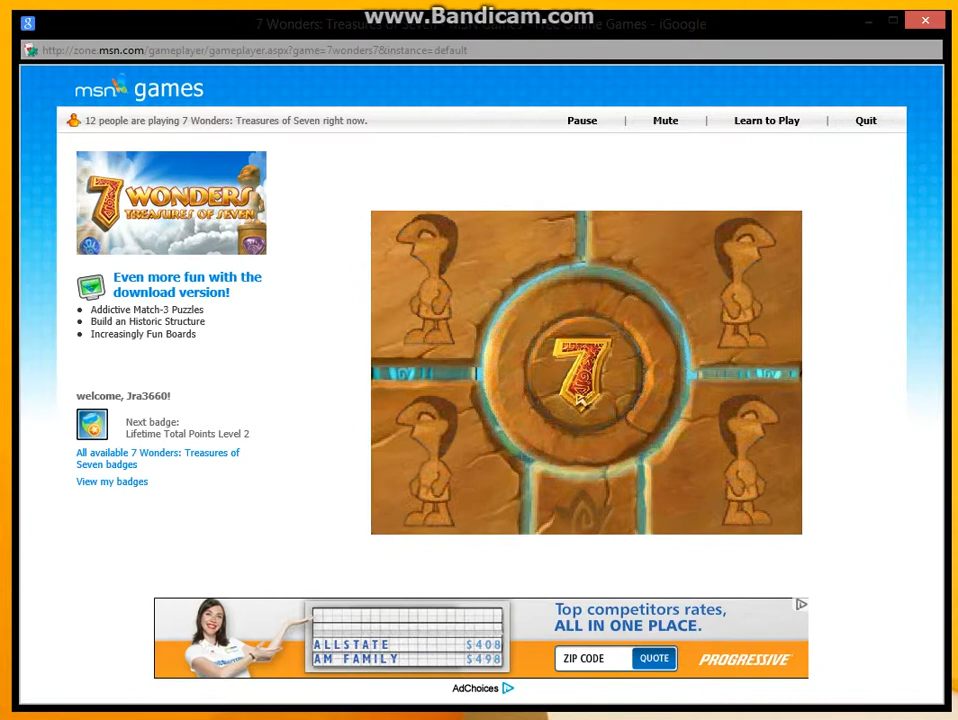 www.Bandicam.com
7 Wonders: Treasures of Seven - MSN Games - Free Online Games - iGoogle
http://zone.msn.com/gameplayer/gameplayer.aspx?game=7wonders7&instance=default
msn games
12 people are playing 7 Wonders: Treasures of Seven right now.
Pause | Mute | Learn to Play | Quit
7 WONDERS
TREASURES OF SEVEN
Even more fun with the
download version!
• Addictive Match-3 Puzzles
• Build an Historic Structure
• Increasingly Fun Boards
welcome, Jra3660!
Next badge:
Lifetime Total Points Level 2
All available 7 Wonders: Treasures of
Seven badges
View my badges
7
Top competitors rates,
ALL IN ONE PLACE.
ALLSTATE $408
AM FAMILY $498
ZIP CODE QUOTE PROGRESSIVE
AdChoices